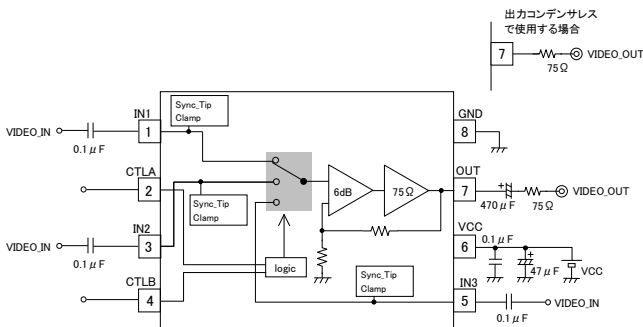 出力コンデンサレス
で使用する場合
7
VIDEO_OUT
75Ω
Sync_Tip
Clamp
IN1
GND
VIDEO_IN
1
8
0.1μF
CTLA
OUT
2
6dB
75Ω
7
VIDEO_OUT
Sync_Tip
Clamp
470μF
75Ω
IN2
VCC
VIDEO_IN
3
6
0.1μF
0.1μF
47μF
VCC
logic
Sync_Tip
Clamp
CTLB
IN3
4
5
VIDEO_IN
0.1μF